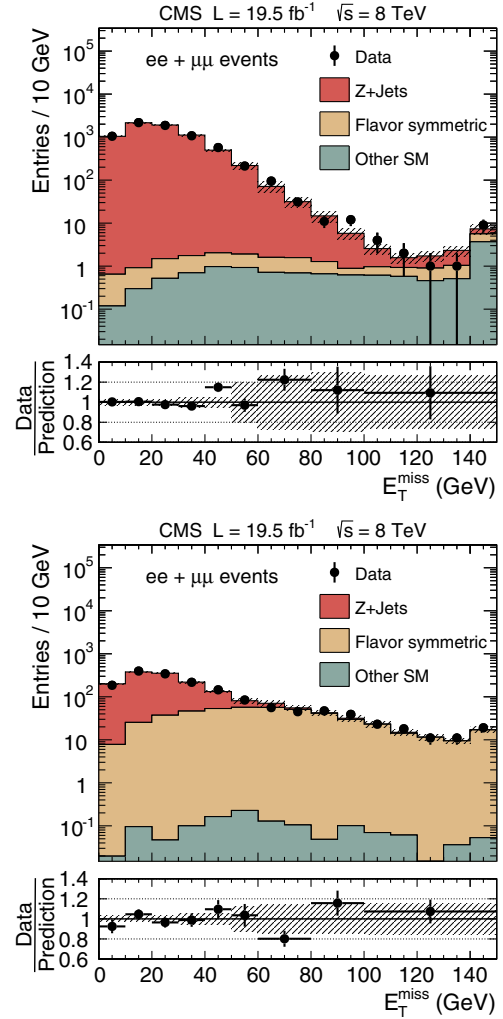 CMS L = 19.5 fb⁻¹ √s = 8 TeV
Entries / 10 GeV
10⁵
10⁴
10³
10²
10
1
10⁻¹
ee + μμ events
Data
Z+Jets
Flavor symmetric
Other SM
Data
Prediction
1.4
1.2
1
0.8
0.6
0 20 40 60 80 100 120 140
E_T^miss (GeV)
CMS L = 19.5 fb⁻¹ √s = 8 TeV
Entries / 10 GeV
10⁵
10⁴
10³
10²
10
1
10⁻¹
ee + μμ events
Data
Z+Jets
Flavor symmetric
Other SM
Data
Prediction
1.4
1.2
1
0.8
0.6
0 20 40 60 80 100 120 140
E_T^miss (GeV)